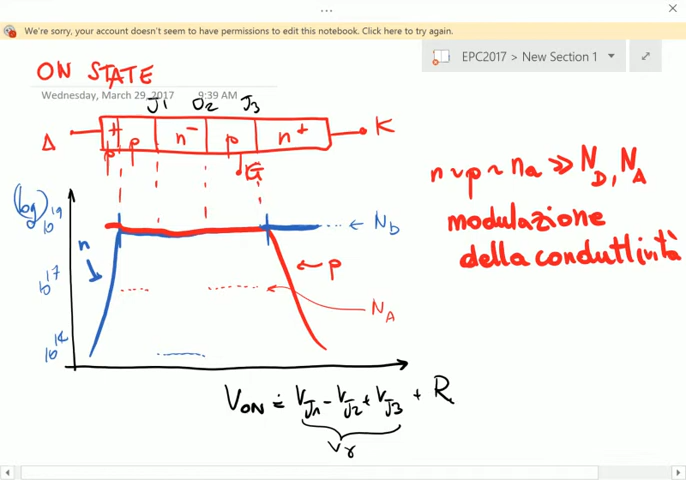 We're sorry, your account doesn't seem to have permissions to edit this notebook. Click here to try again.
EPC2017 > New Section 1
ON STATE
Wednesday, March 29, 2017 9:39 AM
J1 J2 J3
A p+ p n- p n+ K
G
(log)
10^19
10^17
10^14
n
← N_D
← p
N_A
n ~ p ~ n_a >> N_D, N_A
modulazione
della conduttività
V_ON = V_J1 - V_J2 + V_J3 + R
V_γ